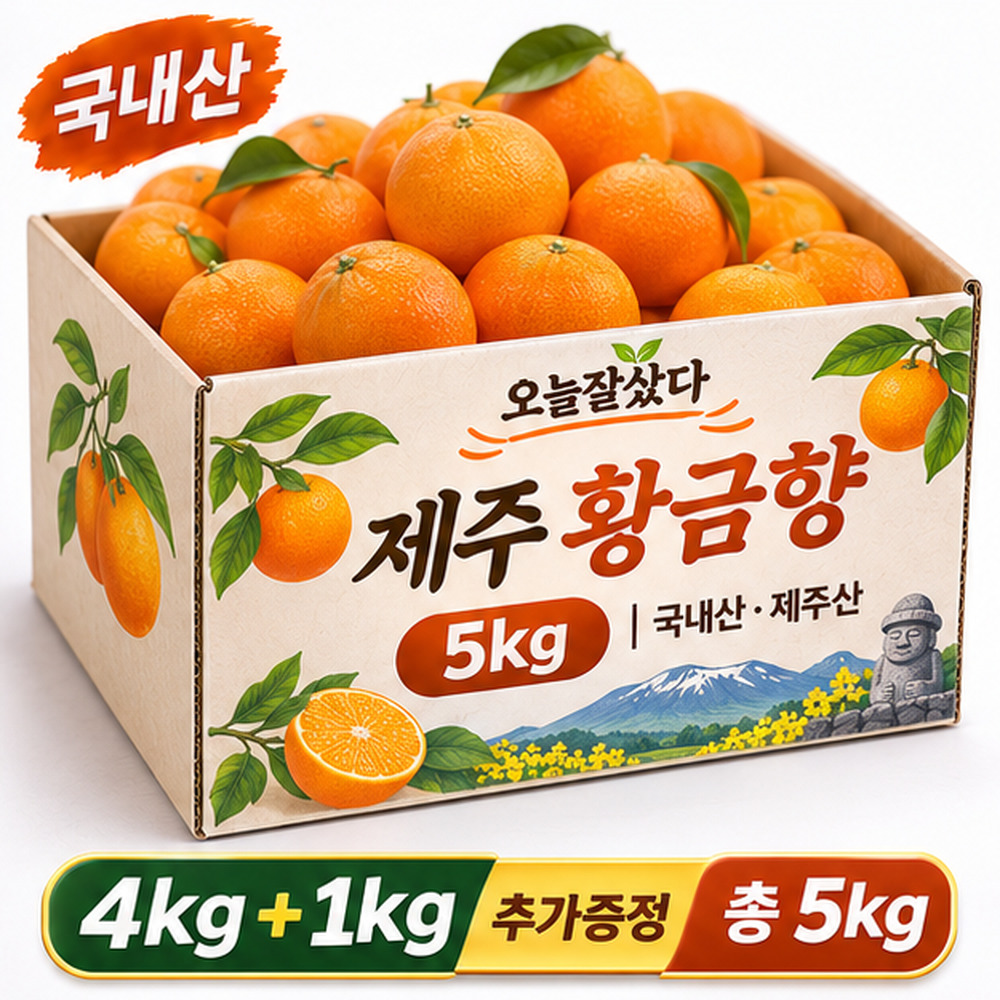 국내산
오늘잘샀다
제주 황금향
5kg | 국내산 · 제주산
4kg + 1kg 추가증정 총 5kg